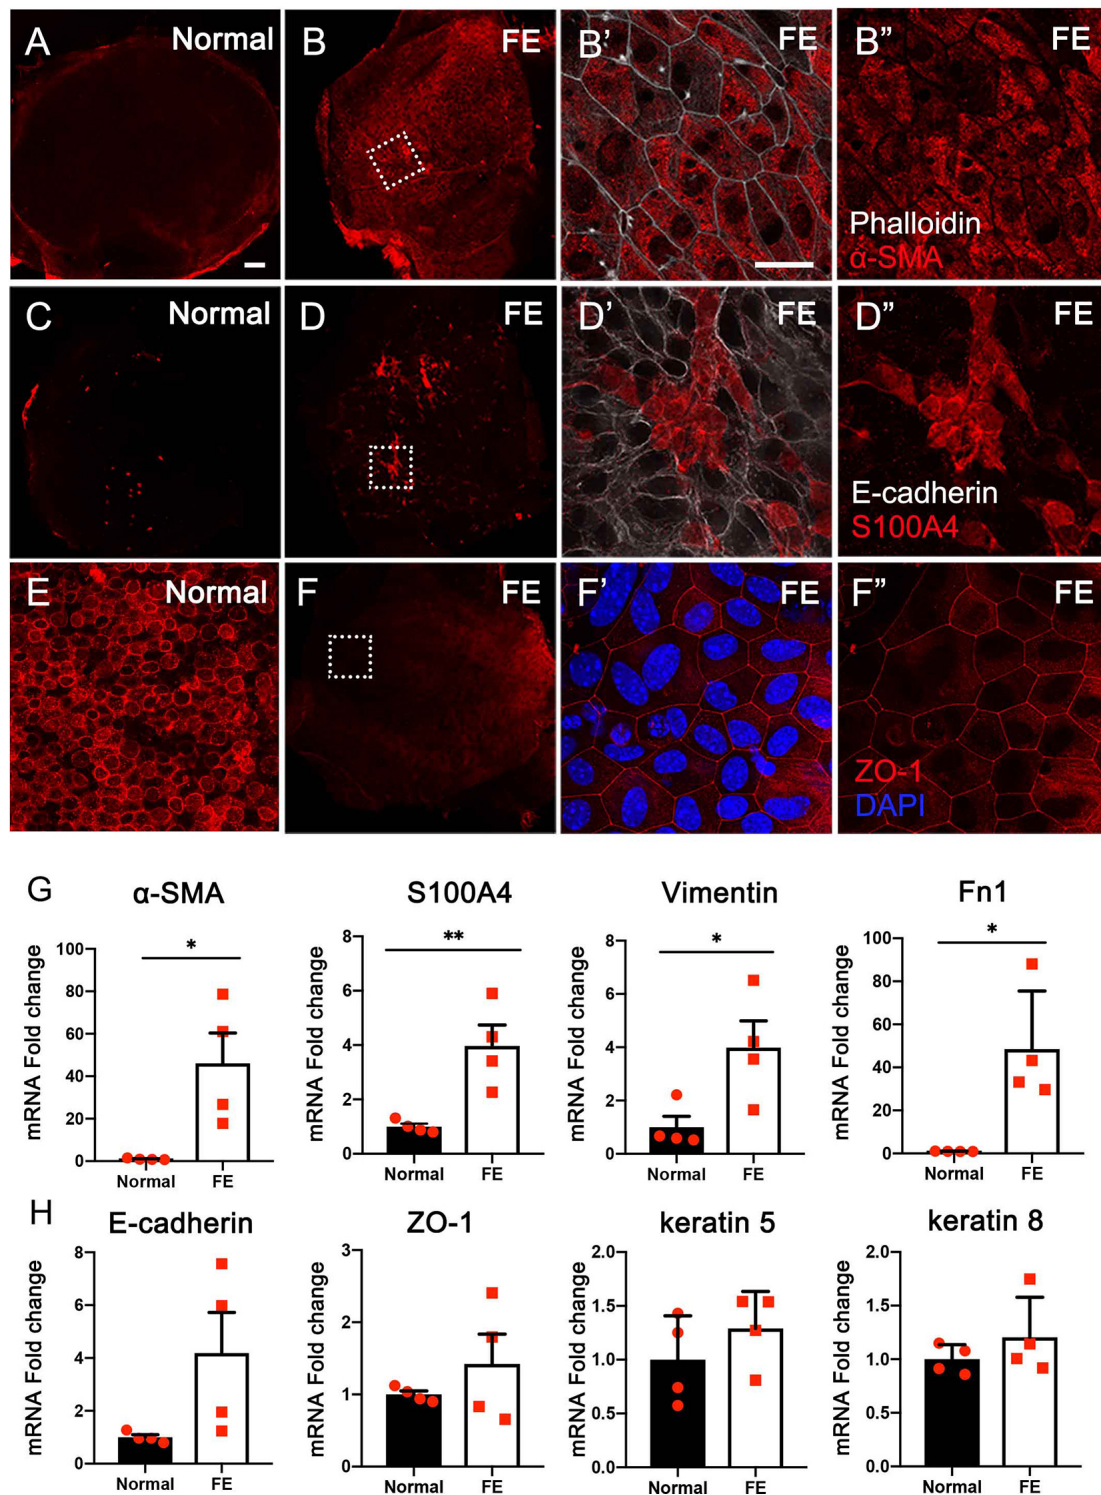 A Normal
B FE
B' FE
B" FE
Phalloidin
α-SMA
C Normal
D FE
D' FE
D" FE
E-cadherin
S100A4
E Normal
F FE
F' FE
F" FE
ZO-1
DAPI
G
α-SMA
mRNA Fold change
100
80
60
40
20
0
*
Normal FE
S100A4
mRNA Fold change
8
6
4
2
0
**
Normal FE
Vimentin
mRNA Fold change
8
6
4
2
0
*
Normal FE
Fn1
mRNA Fold change
100
80
60
40
20
0
*
Normal FE
H
E-cadherin
mRNA Fold change
8
6
4
2
0
Normal FE
ZO-1
mRNA Fold change
3
2
1
0
Normal FE
keratin 5
mRNA Fold change
2.0
1.5
1.0
0.5
0.0
Normal FE
keratin 8
mRNA Fold change
2.0
1.5
1.0
0.5
0.0
Normal FE